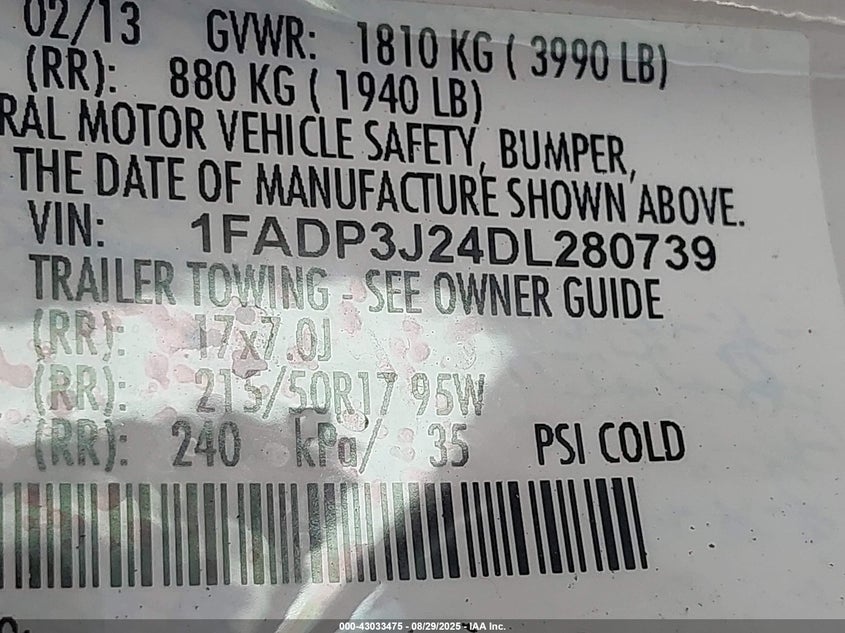 02/13 GVWR: 1810 KG ( 3990 LB)
(RR): 880 KG ( 1940 LB)
RAL MOTOR VEHICLE SAFETY, BUMPER,
THE DATE OF MANUFACTURE SHOWN ABOVE.
VIN: 1FADP3J24DL280739
TRAILER TOWING - SEE OWNER GUIDE
(RR): 17x7.0J
(RR): 215/50R17 95W
(RR): 240 kPa/ 35 PSI COLD
000-43033475 - 08/29/2025 - IAA Inc.